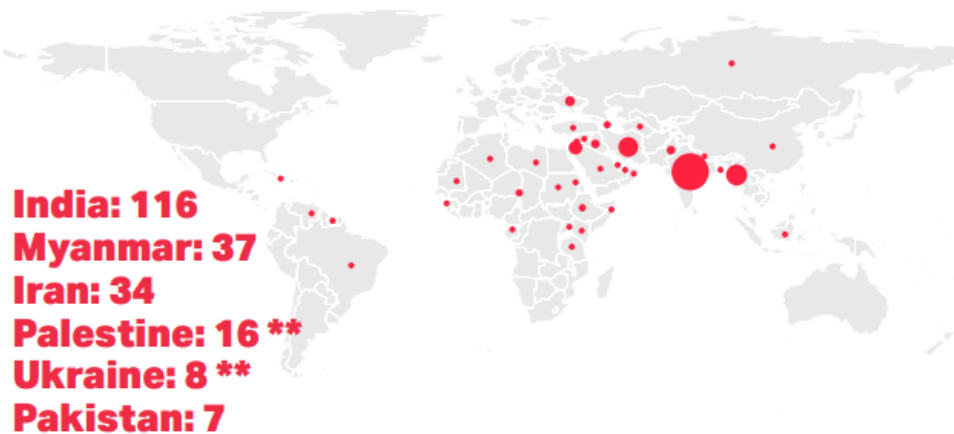 India: 116
Myanmar: 37
Iran: 34
Palestine: 16 **
Ukraine: 8 **
Pakistan: 7